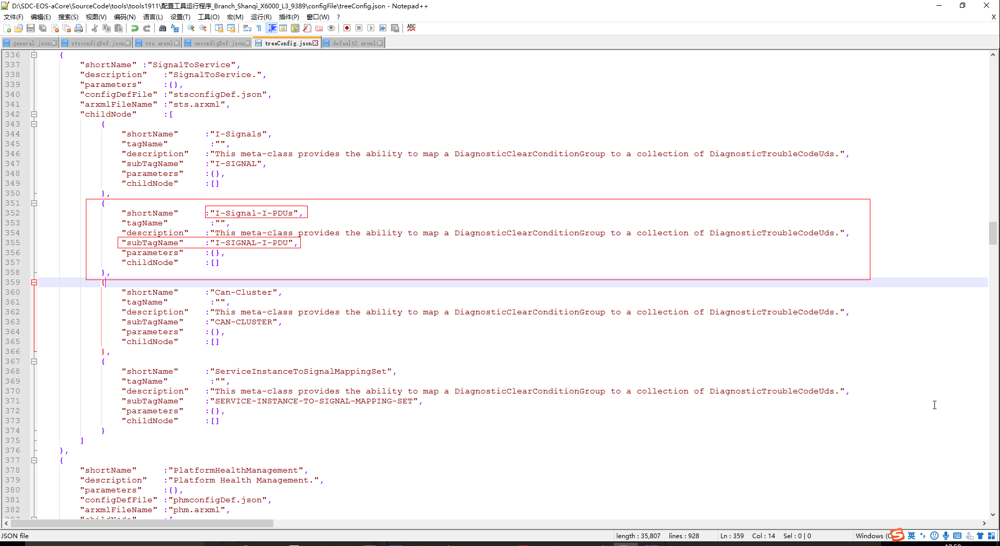 D:\SDC-EOS-aCore\SourceCode\tools\tools1911\配置工具运行程序_Branch_Shanqi_X6000_L3_9389\configFile\treeConfig.json - Notepad++
文件(F) 编辑(E) 搜索(S) 视图(V) 编码(N) 语言(L) 设置(T) 工具(O) 宏(M) 运行(R) 插件(P) 窗口(W) ? X
general.json stsconfigDef.json sts.arxml cmconfigDef.json treeConfig.json default2.arxml
336 {
337 "shortName" :"SignalToService",
338 "description" :"SignalToService.",
339 "parameters" :{},
340 "configDefFile" :"stsconfigDef.json",
341 "arxmlFileName" :"sts.arxml",
342 "childNode" :[
343 {
344 "shortName" :"I-Signals",
345 "tagName" :"",
346 "description" :"This meta-class provides the ability to map a DiagnosticClearConditionGroup to a collection of DiagnosticTroubleCodeUds.",
347 "subTagName" :"I-SIGNAL",
348 "parameters" :{},
349 "childNode" :[]
350 },
351 {
352 "shortName" :"I-Signal-I-PDUs",
353 "tagName" :"",
354 "description" :"This meta-class provides the ability to map a DiagnosticClearConditionGroup to a collection of DiagnosticTroubleCodeUds.",
355 "subTagName" :"I-SIGNAL-I-PDU",
356 "parameters" :{},
357 "childNode" :[]
358 },
359 {
360 "shortName" :"Can-Cluster",
361 "tagName" :"",
362 "description" :"This meta-class provides the ability to map a DiagnosticClearConditionGroup to a collection of DiagnosticTroubleCodeUds.",
363 "subTagName" :"CAN-CLUSTER",
364 "parameters" :{},
365 "childNode" :[]
366 },
367 {
368 "shortName" :"ServiceInstanceToSignalMappingSet",
369 "tagName" :"",
370 "description" :"This meta-class provides the ability to map a DiagnosticClearConditionGroup to a collection of DiagnosticTroubleCodeUds.",
371 "subTagName" :"SERVICE-INSTANCE-TO-SIGNAL-MAPPING-SET",
372 "parameters" :{},
373 "childNode" :[]
374 }
375 ]
376 },
377 {
378 "shortName" :"PlatformHealthManagement",
379 "description" :"Platform Health Management.",
380 "parameters" :{},
381 "configDefFile" :"phmconfigDef.json",
382 "arxmlFileName" :"phm.arxml",
383 "childNode" :[
JSON file length : 35,807 lines : 928 Ln : 359 Col : 14 Sel : 0 | 0 Windows (C 英